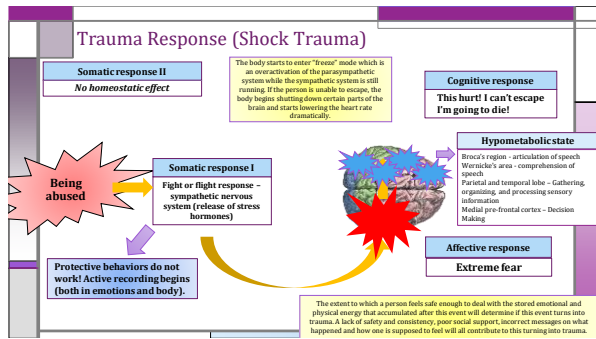 Trauma Response (Shock Trauma)
Somatic response II
No homeostatic effect
The body starts to enter "freeze" mode which is
an overactivation of the parasympathetic
system while the sympathetic system is still
running. If the person is unable to escape, the
body begins shutting down certain parts of the
brain and starts lowering the heart rate
dramatically.
Cognitive response
This hurt! I can't escape
I'm going to die!
Being
abused
Somatic response I
Fight or flight response –
sympathetic nervous
system (release of stress
hormones)
Hypometabolic state
Broca's region - articulation of speech
Wernicke's area - comprehension of
speech
Parietal and temporal lobe – Gathering,
organizing, and processing sensory
information
Medial pre-frontal cortex – Decision
Making
Protective behaviors do not
work! Active recording begins
(both in emotions and body).
Affective response
Extreme fear
The extent to which a person feels safe enough to deal with the stored emotional and
physical energy that accumulated after this event will determine if this event turns into
trauma. A lack of safety and consistency, poor social support, incorrect messages on what
happened and how one is supposed to feel will all contribute to this turning into trauma.